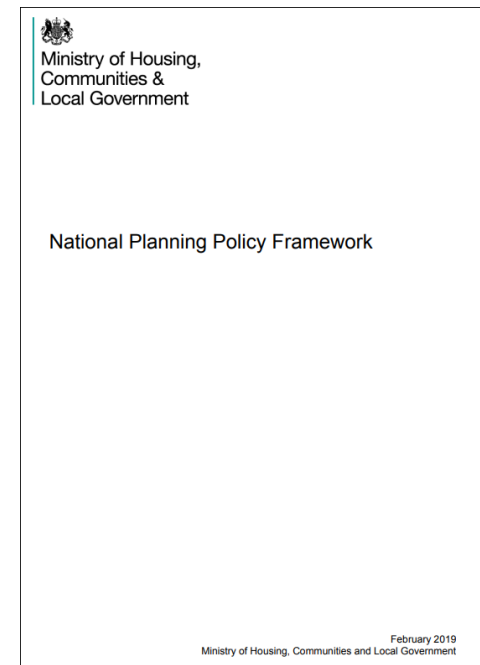 Ministry of Housing,
Communities &
Local Government
National Planning Policy Framework
February 2019
Ministry of Housing, Communities and Local Government